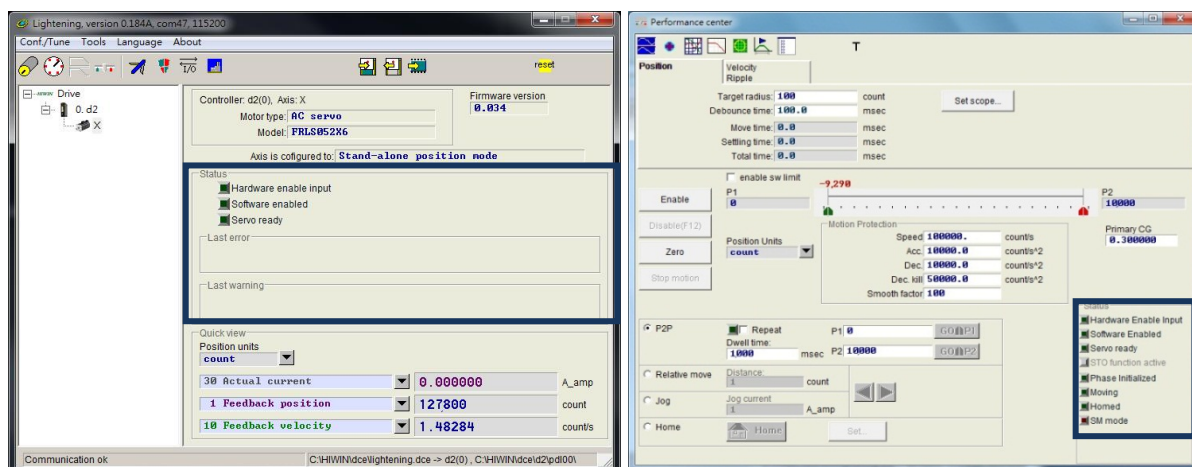 Lightening, version 0.184A, com47, 115200
Conf./Tune Tools Language About
I/O
reset
Drive
0. d2
X
Controller: d2(0), Axis: X
Firmware version
0.034
Motor type: AC servo
Model: FRLS052X6
Axis is cofigured to: Stand-alone position mode
Status
Hardware enable input
Software enabled
Servo ready
Last error
Last warning
Quick view
Position units
count
30 Actual current 0.000000 A_amp
1 Feedback position 127800 count
10 Feedback velocity 1.48284 count/s
Communication ok C:\HIWIN\dce\lightening.dce -> d2(0) , C:\HIWIN\dce\d2\pdl00\
Performance center
T
Position
Velocity
Ripple
Target radius: 100 count
Set scope...
Debounce time: 100.0 msec
Move time: 0.0 msec
Settling time: 0.0 msec
Total time: 0.0 msec
enable sw limit
-9,290
Enable
P1
0
P2
10000
Disable(F12)
Motion Protection
Zero
Position Units
count
Speed 100000. count/s
Acc. 10000.0 count/s^2
Dec. 10000.0 count/s^2
Dec. kill 50000.0 count/s^2
Smooth factor 100
Primary CG
0.300000
Stop motion
P2P
Repeat
P1 0
GO P1
Dwell time:
1,000 msec
P2 10000
GO P2
Relative move
Distance:
1 count
Jog
Jog current
1 A_amp
Home
Home
Set...
Status
Hardware Enable Input
Software Enabled
Servo ready
STO function active
Phase Initialized
Moving
Homed
SM mode